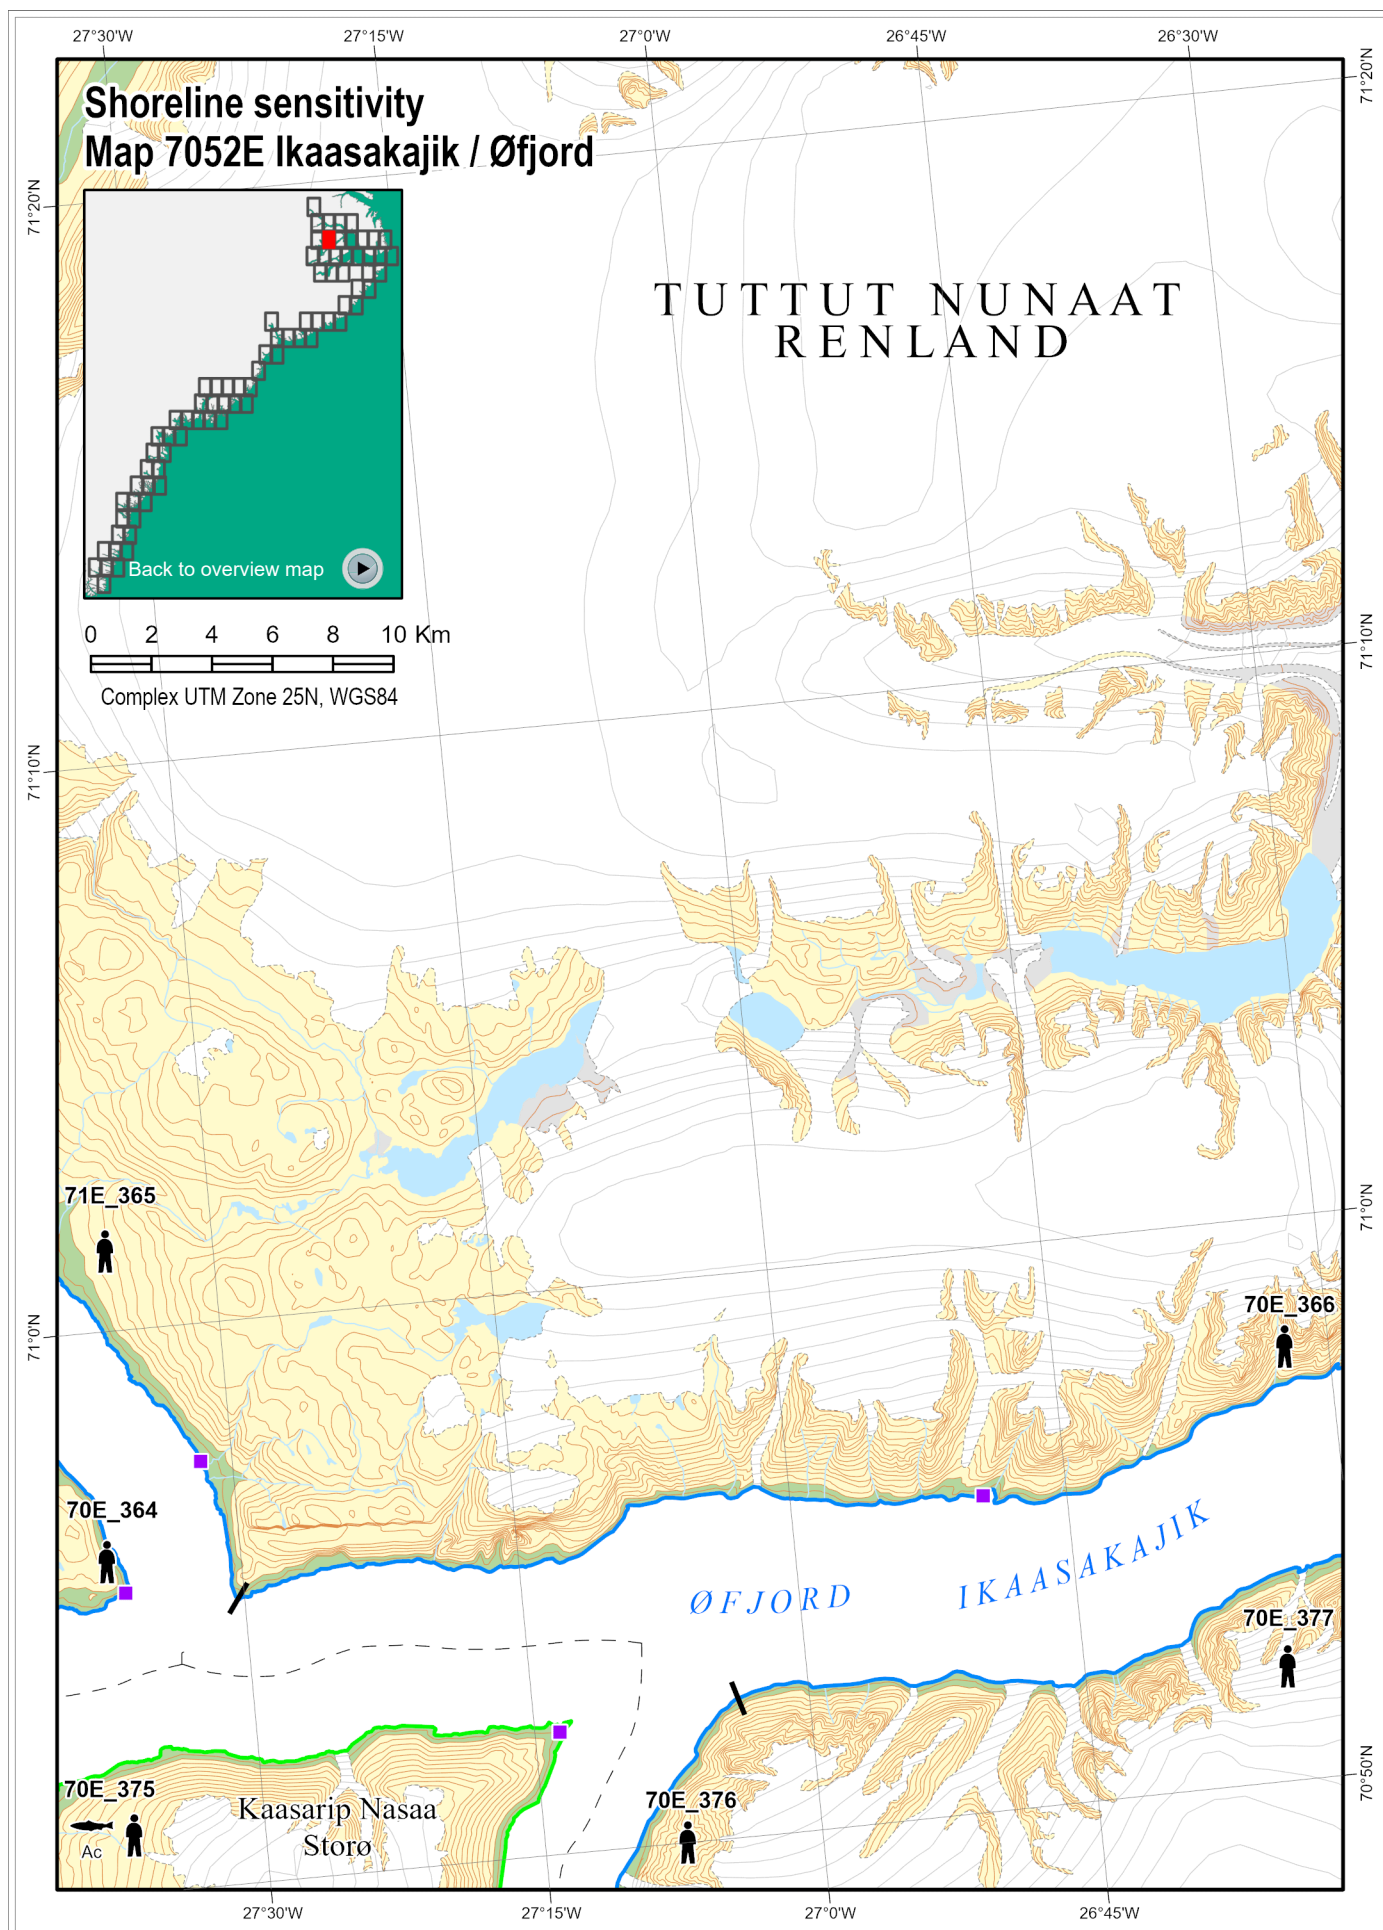 27°30'W
27°15'W
27°0'W
26°45'W
26°30'W
71°20'N
71°20'N
Shoreline sensitivity
Map 7052E Ikaasakajik / Øfjord
Back to overview map
0 2 4 6 8 10 Km
Complex UTM Zone 25N, WGS84
TUTTUT NUNAAT
RENLAND
71°10'N
71°10'N
71E_365
71°0'N
70E_366
71°0'N
70E_364
ØFJORD
IKAASAKAJIK
70E_377
70°50'N
70E_375
Ac
Kaasarip Nasaa
Storø
70E_376
27°30'W
27°15'W
27°0'W
26°45'W